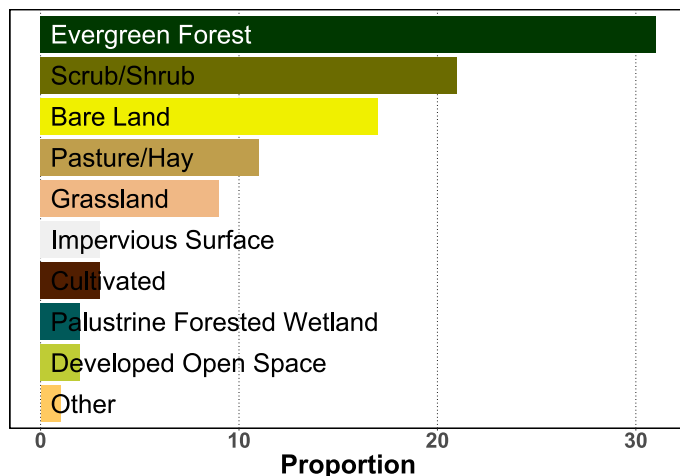 Evergreen Forest
Scrub/Shrub
Bare Land
Pasture/Hay
Grassland
Impervious Surface
Cultivated
Palustrine Forested Wetland
Developed Open Space
Other
0 10 20 30
Proportion